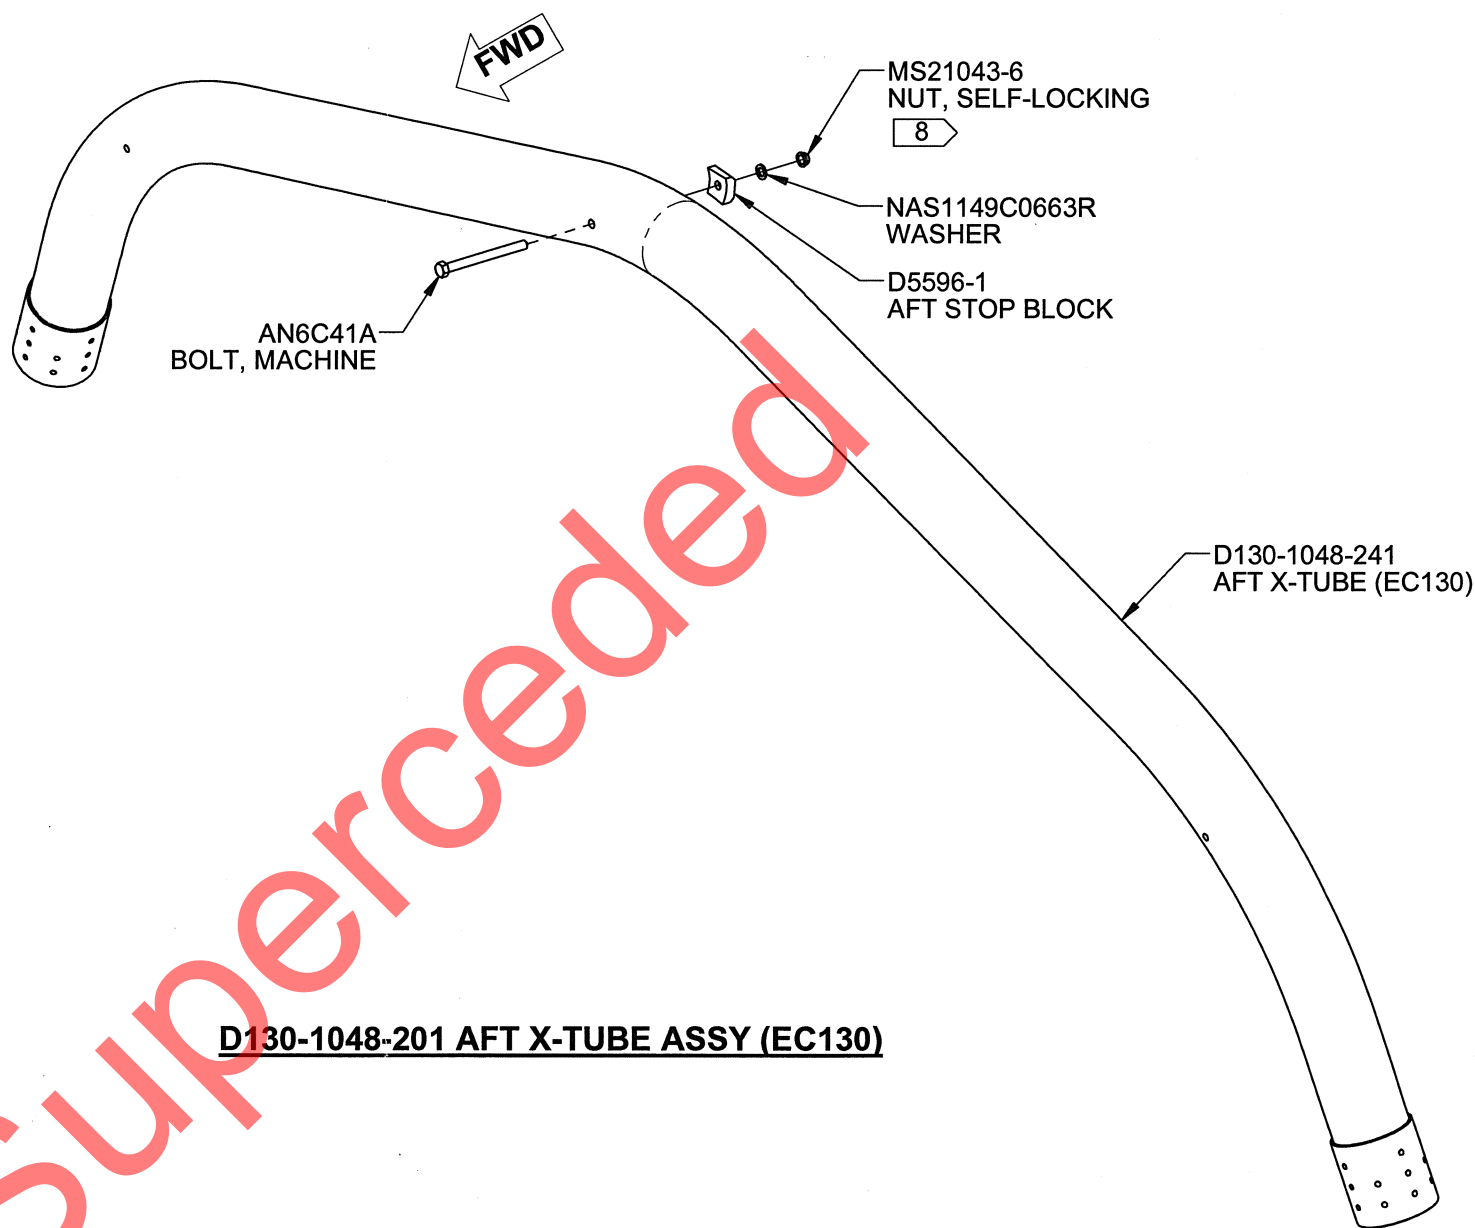 FWD
MS21043-6
NUT, SELF-LOCKING
8
NAS1149C0663R
WASHER
D5596-1
AFT STOP BLOCK
AN6C41A
BOLT, MACHINE
D130-1048-241
AFT X-TUBE (EC130)
Superceded
D130-1048-201 AFT X-TUBE ASSY (EC130)